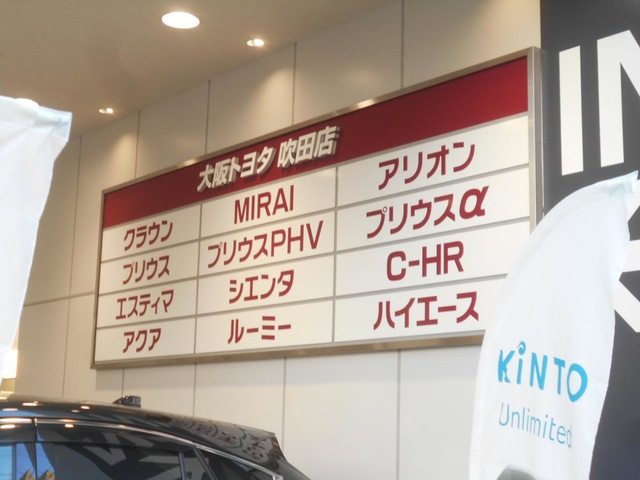 大阪トヨタ 吹田店
クラウン
MIRAI
アリオン
プリウス
プリウスPHV
プリウスα
エスティマ
シエンタ
C-HR
アクア
ルーミー
ハイエース
KINTO
Unlimited